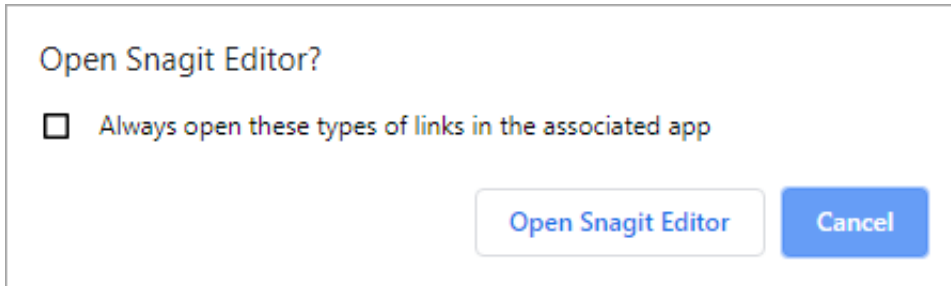 Open Snagit Editor?
Always open these types of links in the associated app
Open Snagit Editor
Cancel